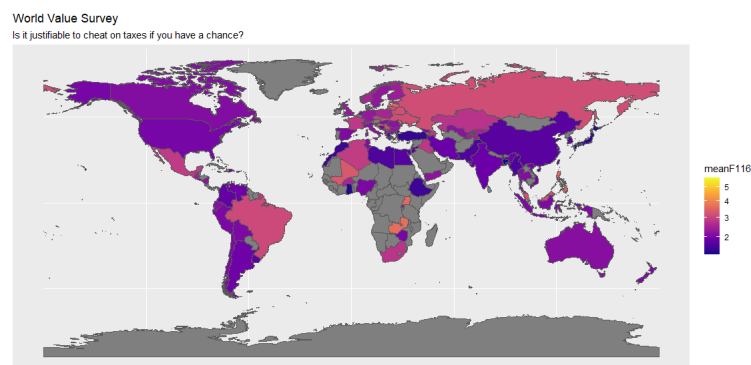 World Value Survey
Is it justifiable to cheat on taxes if you have a chance?
meanF116
5
4
3
2